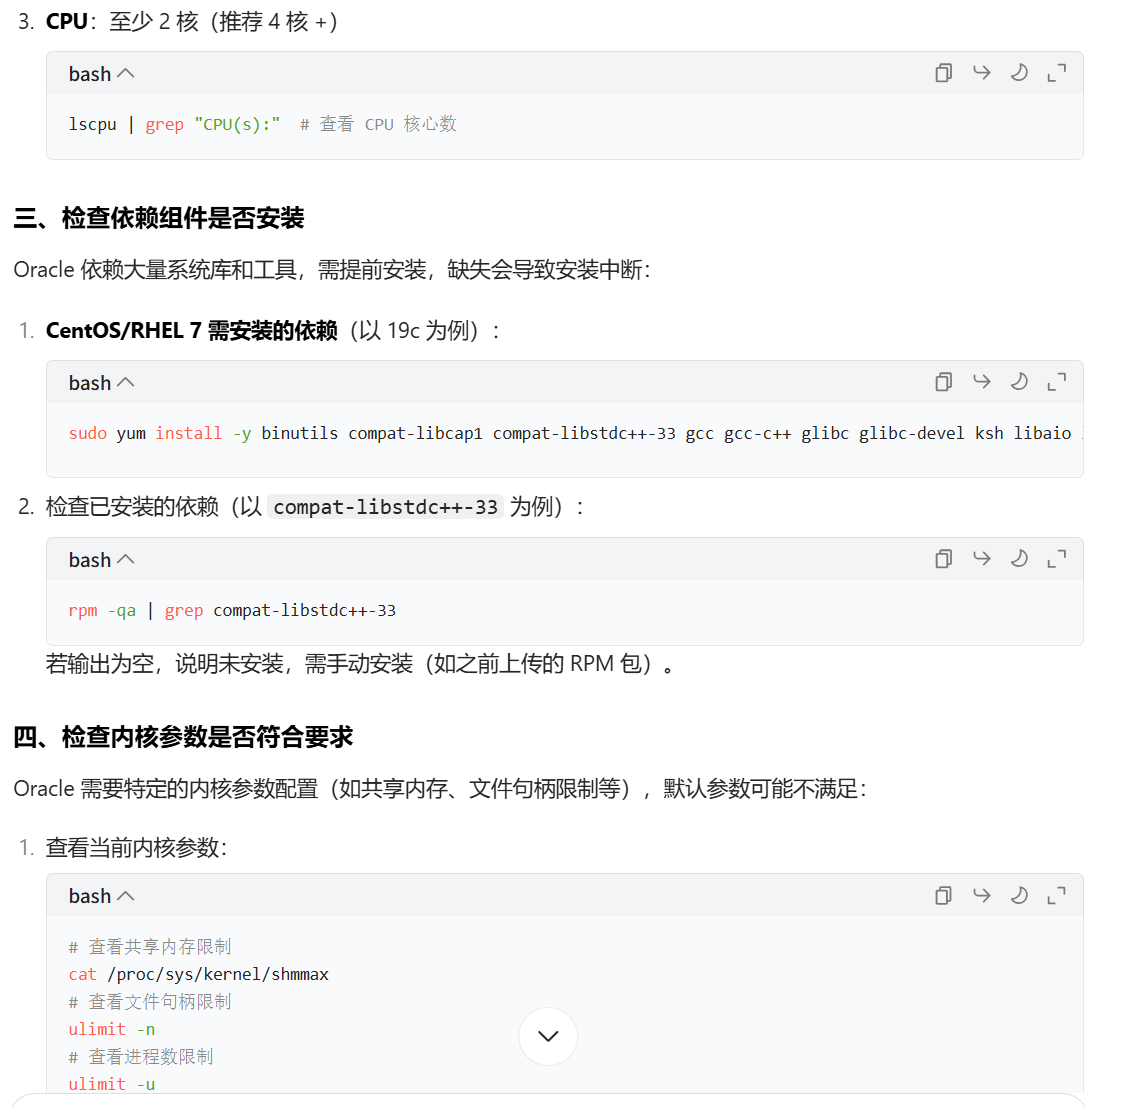 3. CPU：至少 2 核（推荐 4 核 +）
bash
lscpu | grep "CPU(s):"  # 查看 CPU 核心数
三、检查依赖组件是否安装
Oracle 依赖大量系统库和工具，需提前安装，缺失会导致安装中断：
1. CentOS/RHEL 7 需安装的依赖（以 19c 为例）：
bash
sudo yum install -y binutils compat-libcap1 compat-libstdc++-33 gcc gcc-c++ glibc glibc-devel ksh libaio
2. 检查已安装的依赖（以 compat-libstdc++-33 为例）：
bash
rpm -qa | grep compat-libstdc++-33
若输出为空，说明未安装，需手动安装（如之前上传的 RPM 包）。
四、检查内核参数是否符合要求
Oracle 需要特定的内核参数配置（如共享内存、文件句柄限制等），默认参数可能不满足：
1. 查看当前内核参数：
bash
# 查看共享内存限制
cat /proc/sys/kernel/shmmax
# 查看文件句柄限制
ulimit -n
# 查看进程数限制
ulimit -u